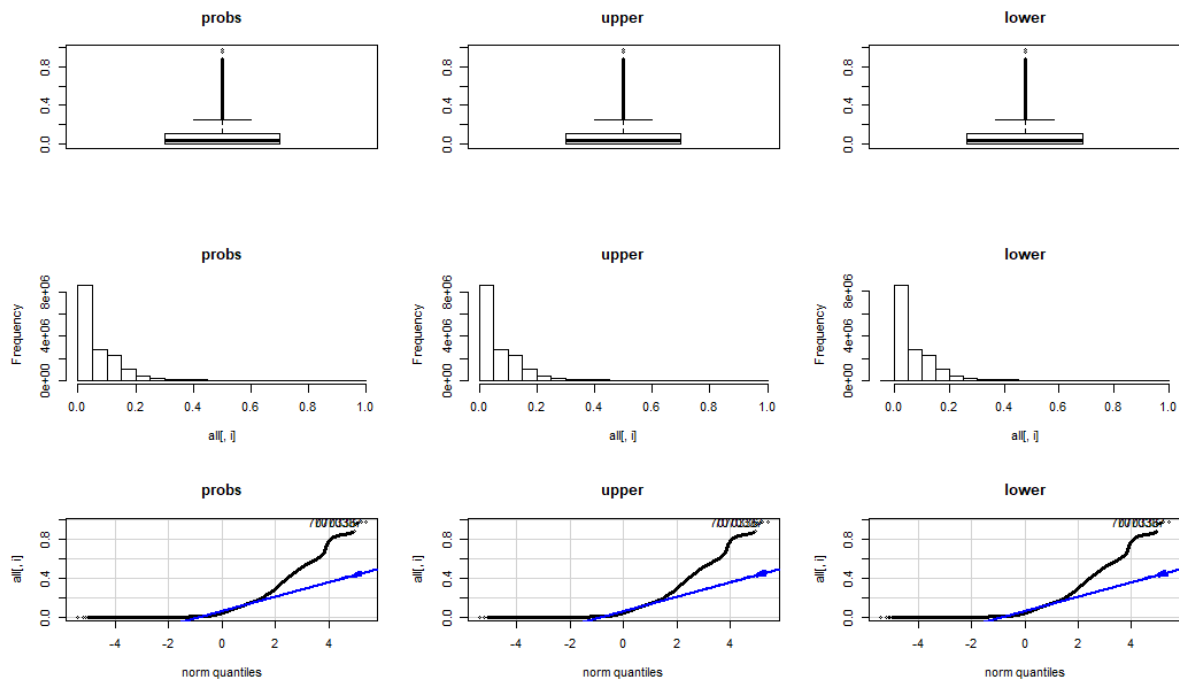 probs upper lower
0.0 0.4 0.8
0.0 0.4 0.8
0.0 0.4 0.8
probs upper lower
Frequency Frequency Frequency
0e+00 4e+06 8e+06
0e+00 4e+06 8e+06
0e+00 4e+06 8e+06
0.0 0.2 0.4 0.6 0.8 1.0 0.0 0.2 0.4 0.6 0.8 1.0 0.0 0.2 0.4 0.6 0.8 1.0
all[, i] all[, i] all[, i]
probs upper lower
all[, i] all[, i] all[, i]
0.0 0.4 0.8
0.0 0.4 0.8
0.0 0.4 0.8
-4 -2 0 2 4 -4 -2 0 2 4 -4 -2 0 2 4
norm quantiles norm quantiles norm quantiles